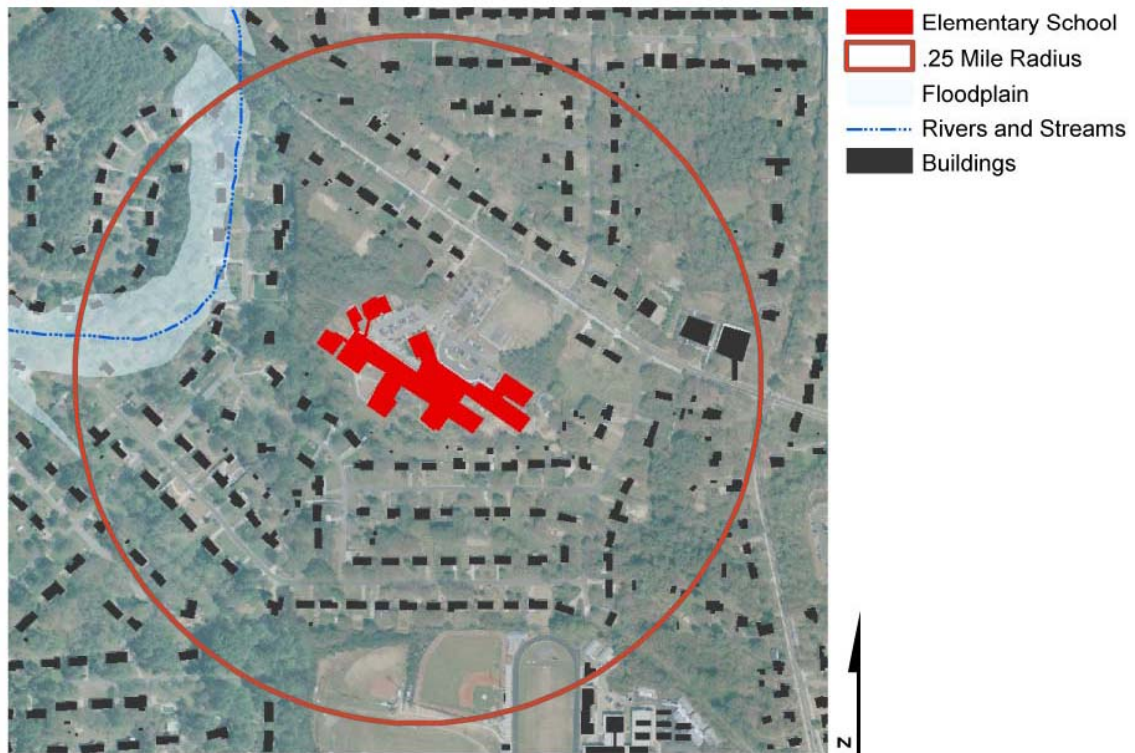 Elementary School
.25 Mile Radius
Floodplain
Rivers and Streams
Buildings
N